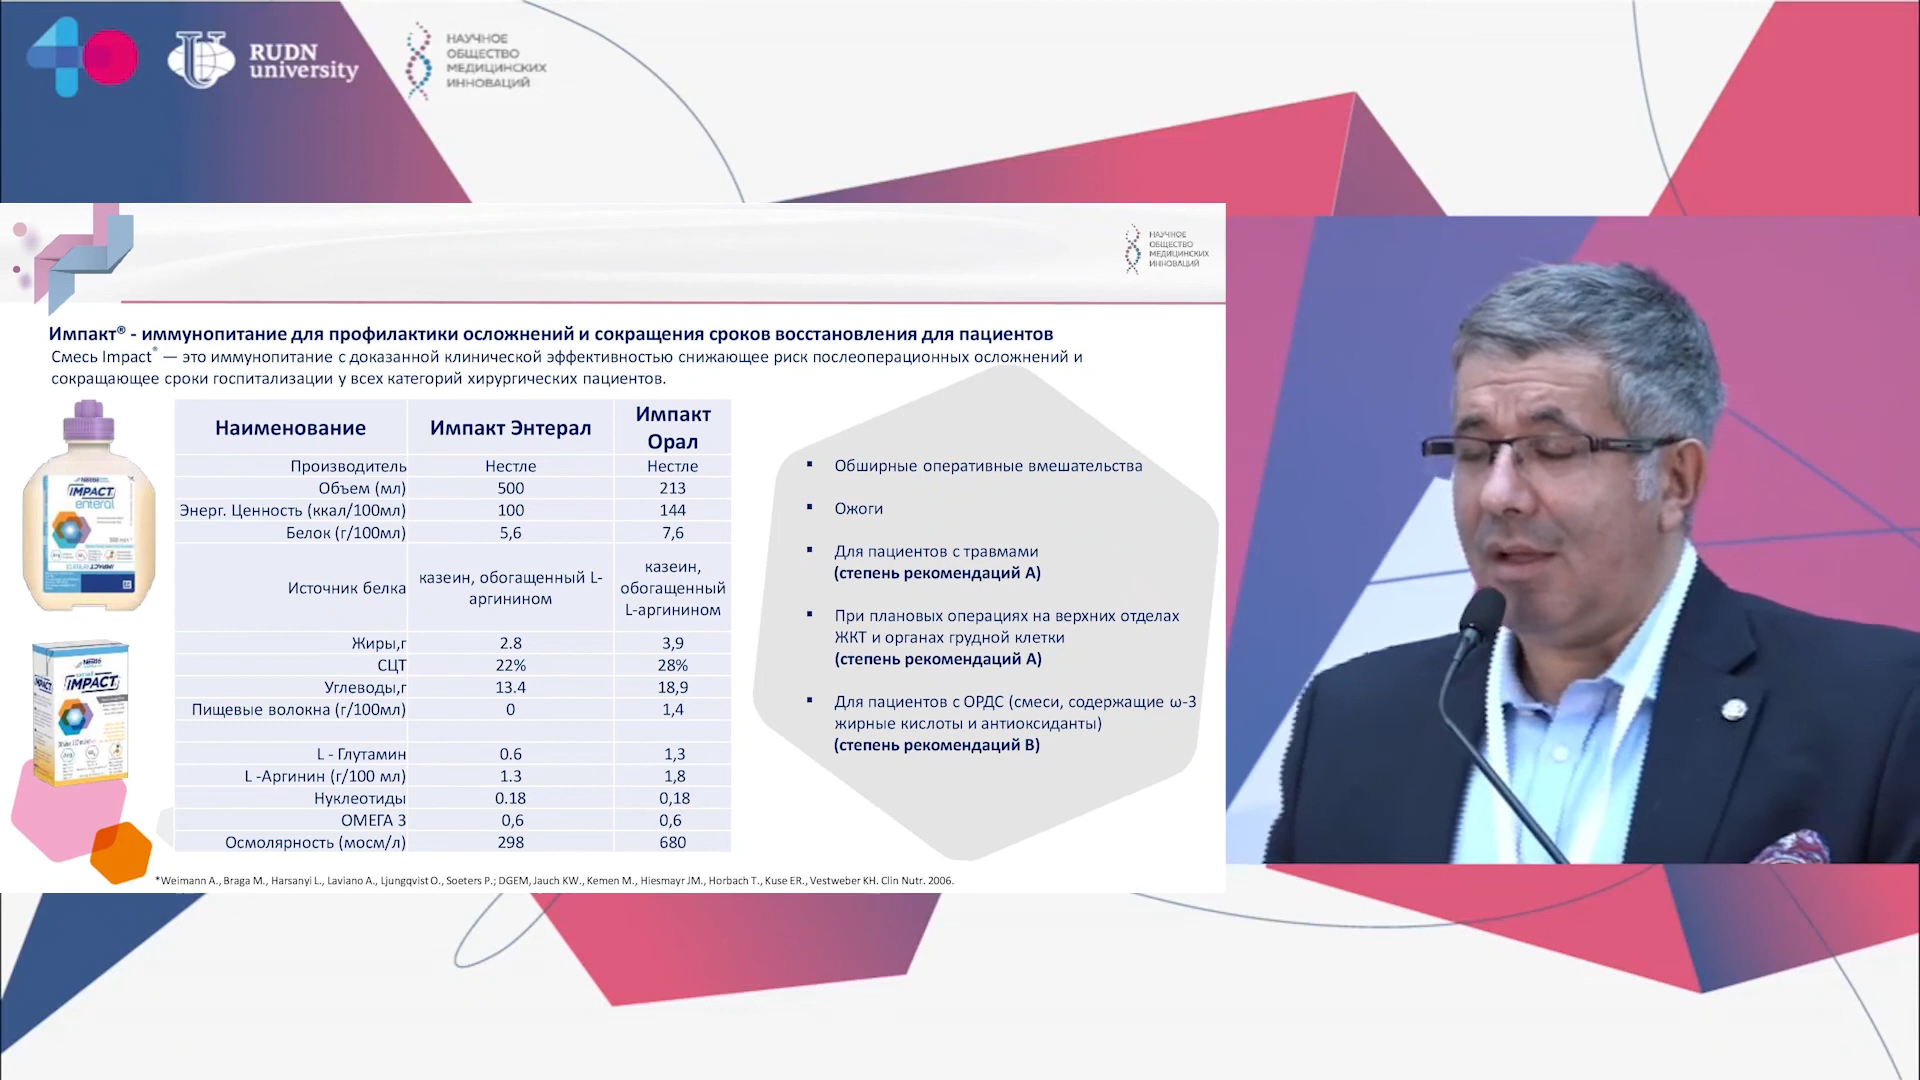 RUDN
university
НАУЧНОЕ
ОБЩЕСТВО
МЕДИЦИНСКИХ
ИННОВАЦИЙ
НАУЧНОЕ
ОБЩЕСТВО
МЕДИЦИНСКИХ
ИННОВАЦИЙ
Импакт® - иммунопитание для профилактики осложнений и сокращения сроков восстановления для пациентов
Смесь Impact® — это иммунопитание с доказанной клинической эффективностью снижающее риск послеоперационных осложнений и
сокращающее сроки госпитализации у всех категорий хирургических пациентов.
Наименование Импакт Энтерал Импакт Орал
Производитель Нестле Нестле
Объем (мл) 500 213
Энерг. Ценность (ккал/100мл) 100 144
Белок (г/100мл) 5,6 7,6
Источник белка казеин, обогащенный L-аргинином казеин, обогащенный L-аргинином
Жиры,г 2.8 3,9
СЦТ 22% 28%
Углеводы,г 13.4 18,9
Пищевые волокна (г/100мл) 0 1,4
L - Глутамин 0.6 1,3
L -Аргинин (г/100 мл) 1.3 1,8
Нуклеотиды 0.18 0,18
ОМЕГА 3 0,6 0,6
Осмолярность (мосм/л) 298 680
▪ Обширные оперативные вмешательства
▪ Ожоги
▪ Для пациентов с травмами
(степень рекомендаций А)
▪ При плановых операциях на верхних отделах
ЖКТ и органах грудной клетки
(степень рекомендаций А)
▪ Для пациентов с ОРДС (смеси, содержащие ω-3
жирные кислоты и антиоксиданты)
(степень рекомендаций В)
IMPACT
enteral
Nestlé
IMPACT
*Weimann A., Braga M., Harsanyi L., Laviano A., Ljungqvist O., Soeters P.; DGEM, Jauch KW., Kemen M., Hiesmayr JM., Horbach T., Kuse ER., Vestweber KH. Clin Nutr. 2006.